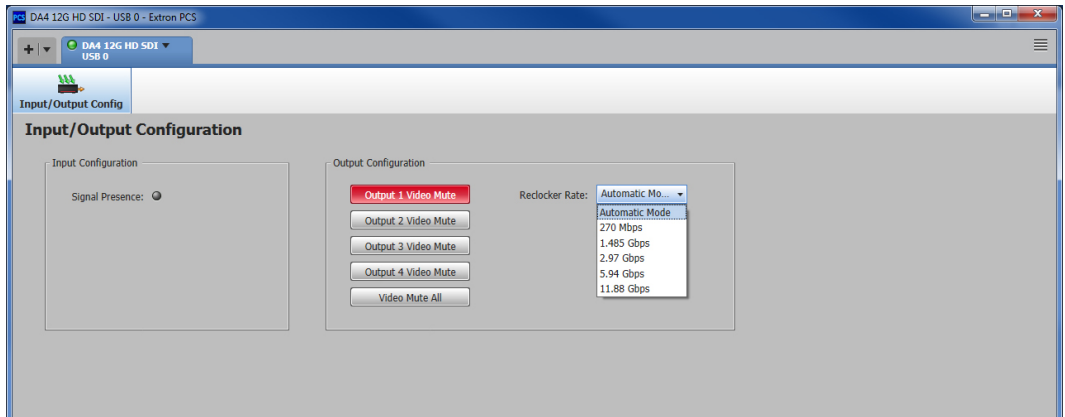 PCS DA4 12G HD SDI - USB 0 - Extron PCS
DA4 12G HD SDI
USB 0
Input/Output Config
Input/Output Configuration
Input Configuration
Signal Presence:
Output Configuration
Output 1 Video Mute
Output 2 Video Mute
Output 3 Video Mute
Output 4 Video Mute
Video Mute All
Reclocker Rate:
Automatic Mo...
Automatic Mode
270 Mbps
1.485 Gbps
2.97 Gbps
5.94 Gbps
11.88 Gbps